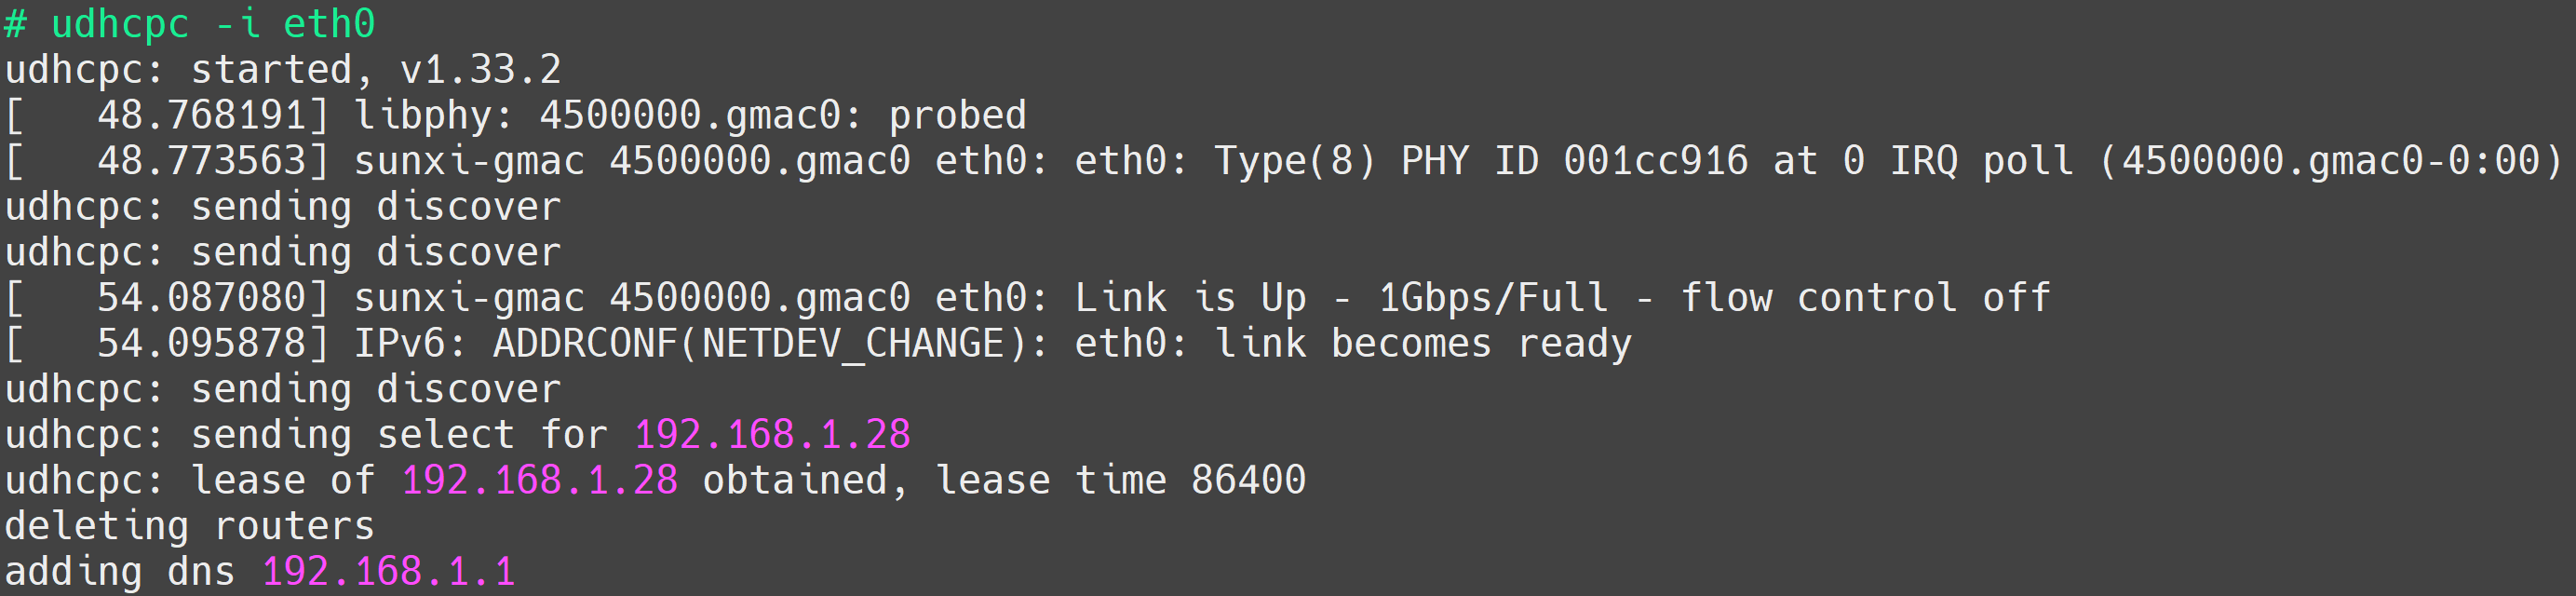 # udhcpc -i eth0
udhcpc: started, v1.33.2
[   48.768191] libphy: 4500000.gmac0: probed
[   48.773563] sunxi-gmac 4500000.gmac0 eth0: eth0: Type(8) PHY ID 001cc916 at 0 IRQ poll (4500000.gmac0-0:00)
udhcpc: sending discover
udhcpc: sending discover
[   54.087080] sunxi-gmac 4500000.gmac0 eth0: Link is Up - 1Gbps/Full - flow control off
[   54.095878] IPv6: ADDRCONF(NETDEV_CHANGE): eth0: link becomes ready
udhcpc: sending discover
udhcpc: sending select for 192.168.1.28
udhcpc: lease of 192.168.1.28 obtained, lease time 86400
deleting routers
adding dns 192.168.1.1